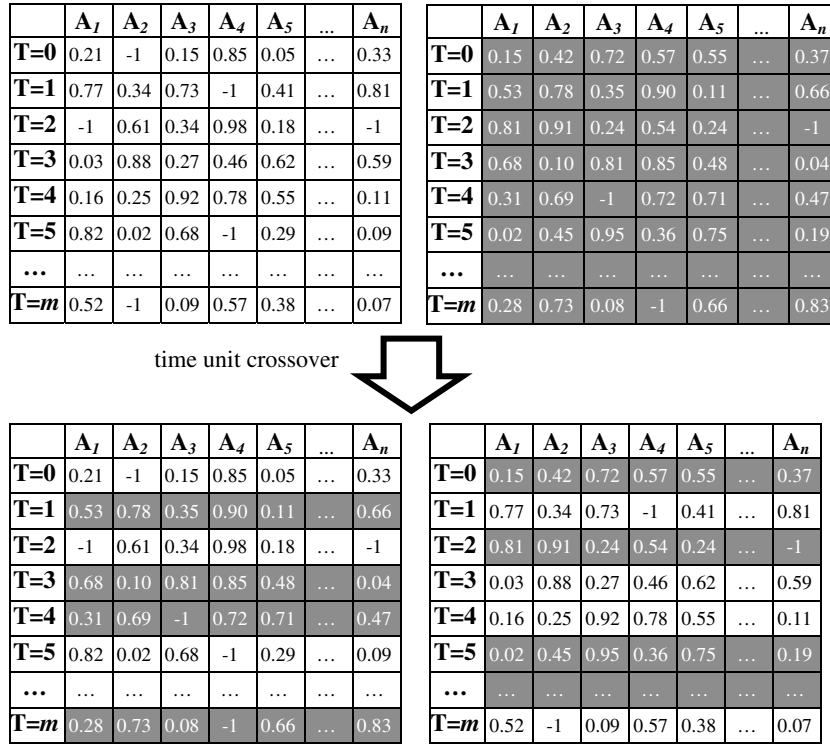 A1 A2 A3 A4 A5 ... An
T=0 0.21 -1 0.15 0.85 0.05 … 0.33
T=1 0.77 0.34 0.73 -1 0.41 … 0.81
T=2 -1 0.61 0.34 0.98 0.18 … -1
T=3 0.03 0.88 0.27 0.46 0.62 … 0.59
T=4 0.16 0.25 0.92 0.78 0.55 … 0.11
T=5 0.82 0.02 0.68 -1 0.29 … 0.09
… … … … … … … …
T=m 0.52 -1 0.09 0.57 0.38 … 0.07
A1 A2 A3 A4 A5 ... An
T=0 0.15 0.42 0.72 0.57 0.55 … 0.37
T=1 0.53 0.78 0.35 0.90 0.11 … 0.66
T=2 0.81 0.91 0.24 0.54 0.24 … -1
T=3 0.68 0.10 0.81 0.85 0.48 … 0.04
T=4 0.31 0.69 -1 0.72 0.71 … 0.47
T=5 0.02 0.45 0.95 0.36 0.75 … 0.19
… … … … … … … …
T=m 0.28 0.73 0.08 -1 0.66 … 0.83
time unit crossover
A1 A2 A3 A4 A5 ... An
T=0 0.21 -1 0.15 0.85 0.05 … 0.33
T=1 0.53 0.78 0.35 0.90 0.11 … 0.66
T=2 -1 0.61 0.34 0.98 0.18 … -1
T=3 0.68 0.10 0.81 0.85 0.48 … 0.04
T=4 0.31 0.69 -1 0.72 0.71 … 0.47
T=5 0.82 0.02 0.68 -1 0.29 … 0.09
… … … … … … … …
T=m 0.28 0.73 0.08 -1 0.66 … 0.83
A1 A2 A3 A4 A5 ... An
T=0 0.15 0.42 0.72 0.57 0.55 … 0.37
T=1 0.77 0.34 0.73 -1 0.41 … 0.81
T=2 0.81 0.91 0.24 0.54 0.24 … -1
T=3 0.03 0.88 0.27 0.46 0.62 … 0.59
T=4 0.16 0.25 0.92 0.78 0.55 … 0.11
T=5 0.02 0.45 0.95 0.36 0.75 … 0.19
… … … … … … … …
T=m 0.52 -1 0.09 0.57 0.38 … 0.07